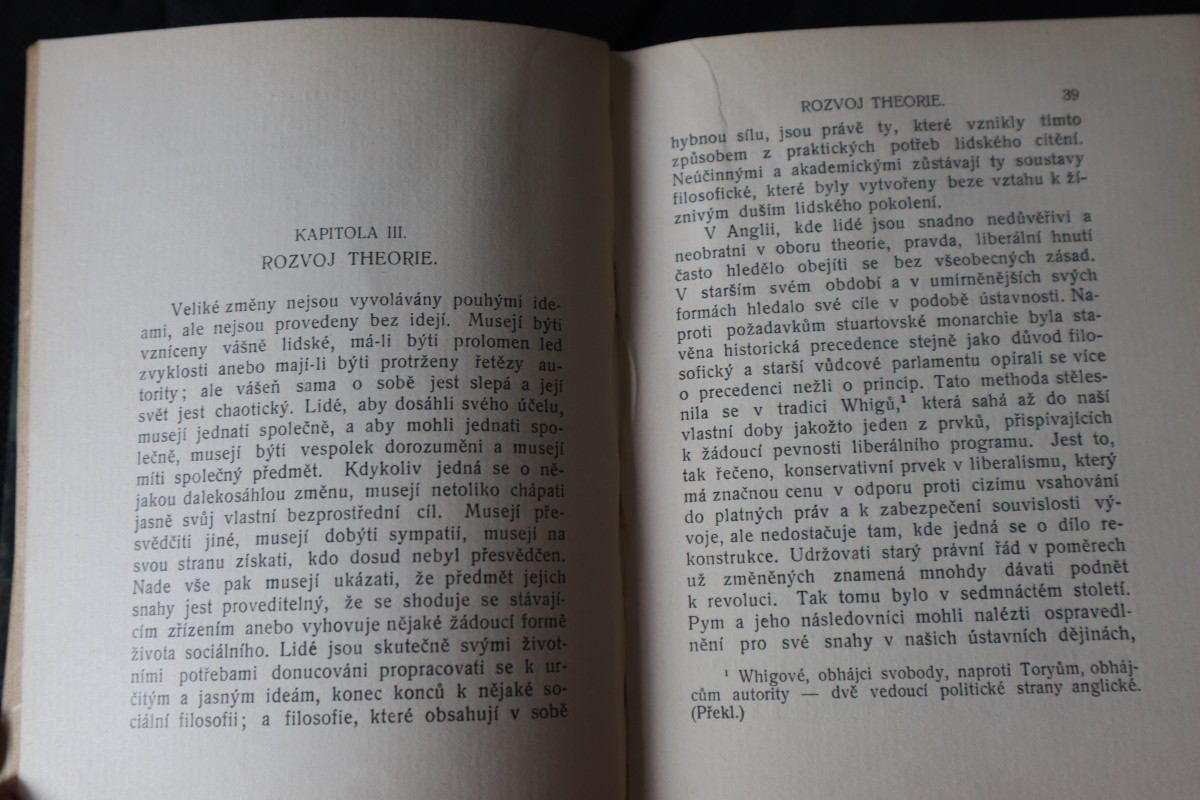 KAPITOLA III.
ROZVOJ THEORIE.
Veliké změny nejsou vyvolávány pouhými ide-
ami, ale nejsou provedeny bez idejí. Musejí býti
vzníceny vášně lidské, má-li býti prolomen led
zvyklosti anebo mají-li býti protrženy řetězy au-
tority; ale vášeň sama o sobě jest slepá a její
svět jest chaotický. Lidé, aby dosáhli svého účelu,
musejí jednati společně, a aby mohli jednati spo-
lečně, musejí býti vespolek dorozuměni a musejí
míti společný předmět. Kdykoliv jedná se o ně-
jakou dalekosáhlou změnu, musejí netoliko chápati
jasně svůj vlastní bezprostřední cíl. Musejí pře-
svědčiti jiné, musejí dobýti sympatií, musejí na
svou stranu získati, kdo dosud nebyl přesvědčen.
Nade vše pak musejí ukázati, že předmět jejich
snahy jest proveditelný, že se shoduje se stávají-
cím zřízením anebo vyhovuje nějaké žádoucí formě
života sociálního. Lidé jsou skutečně svými život-
ními potřebami donucováni propracovati se k ur-
čitým a jasným ideám, konec konců k nějaké so-
ciální filosofii; a filosofie, které obsahují v sobě
ROZVOJ THEORIE. 39
hybnou sílu, jsou právě ty, které vznikly tímto
způsobem z praktických potřeb lidského cítění.
Neúčinnými a akademickými zůstávají ty soustavy
filosofické, které byly vytvořeny beze vztahu k ží-
znivým duším lidského pokolení.
V Anglii, kde lidé jsou snadno nedůvěřivi a
neobratni v oboru theorie, pravda, liberální hnutí
často hledělo obejíti se bez všeobecných zásad.
V starším svém období a v umírněnějších svých
formách hledalo své cíle v podobě ústavnosti. Na-
proti požadavkům stuartovské monarchie byla sta-
věna historická precedence stejně jako důvod filo-
sofický a starší vůdcové parlamentu opírali se více
o precedenci nežli o princip. Tato methoda stěles-
nila se v tradici Whigů,¹ která sahá až do naší
vlastní doby jakožto jeden z prvků, přispívajících
k žádoucí pevnosti liberálního programu. Jest to,
tak řečeno, konservativní prvek v liberalismu, který
má značnou cenu v odporu proti cizímu vsahování
do platných práv a k zabezpečení souvislosti vý-
voje, ale nedostačuje tam, kde jedná se o dílo re-
konstrukce. Udržovati starý právní řád v poměrech
už změněných znamená mnohdy dávati podnět
k revoluci. Tak tomu bylo v sedmnáctém století.
Pym a jeho následovníci mohli nalézti ospravedl-
nění pro své snahy v našich ústavních dějinách,
¹ Whigové, obhájci svobody, naproti Toryům, obháj-
cům autority — dvě vedoucí politické strany anglické.
(Překl.)